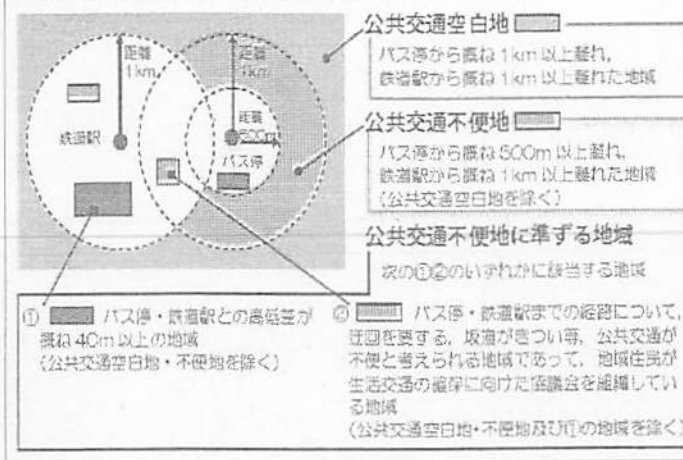 距離
1km
鉄道駅
距離
1km
距離
500m
バス停
公共交通空白地
バス停から概ね1km以上離れ,
鉄道駅から概ね1km以上離れた地域
公共交通不便地
バス停から概ね500m以上離れ,
鉄道駅から概ね1km以上離れた地域
(公共交通空白地を除く)
公共交通不便地に準ずる地域
次の①②のいずれかに該当する地域
① バス停・鉄道駅との高低差が
概ね40m以上の地域
(公共交通空白地・不便地を除く)
② バス停・鉄道駅までの経路について,
迂回を要する, 坂道がきつい等, 公共交通が
不便と考えられる地域であって, 地域住民が
生活交通の確保に向けた協議会を組織してい
る地域
(公共交通空白地・不便地及び①の地域を除く)